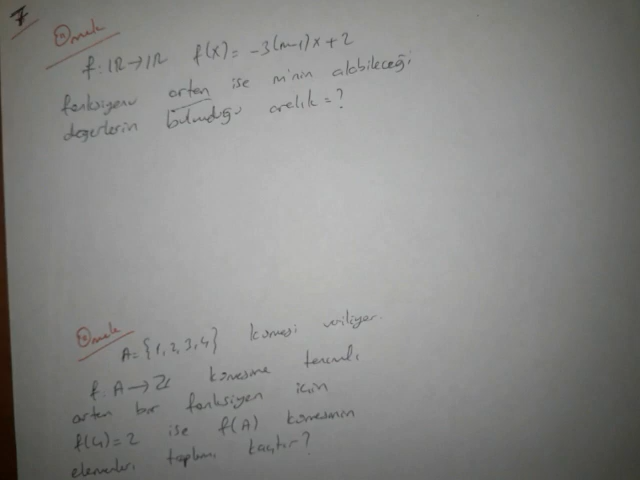 7
Örnek
f: IR→IR f(x) = -3(m-1)x+2
fonksiyonu artan ise m'nin alabileceği
değerlerin bulunduğu aralık = ?
Örnek
A = {1, 2, 3, 4} kümesi veriliyor.
f: A → Z kümesine tanımlı
artan bir fonksiyon için
f(4)=2 ise f(A) kümesinin
elemanları toplamı kaçtır?